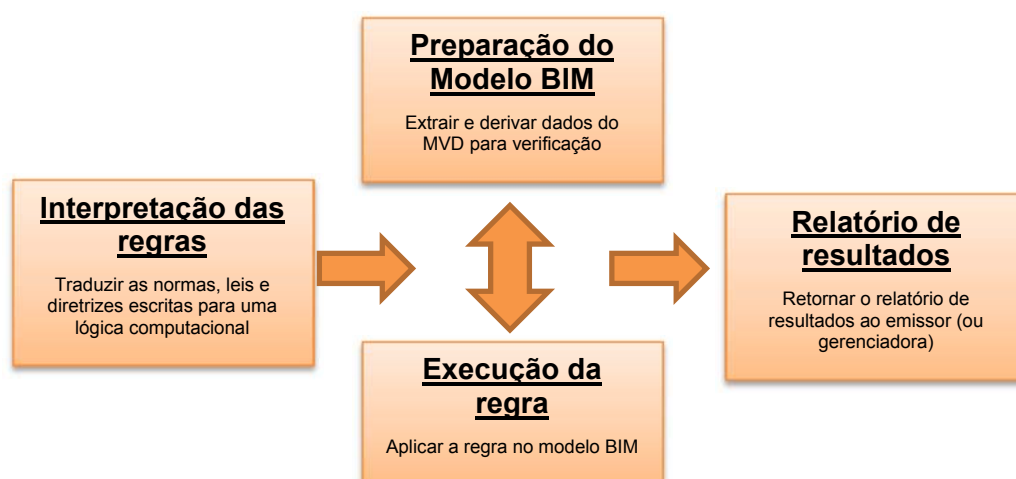 Preparação do
Modelo BIM
Extrair e derivar dados do
MVD para verificação
Interpretação das
regras
Traduzir as normas, leis e
diretrizes escritas para uma
lógica computacional
Relatório de
resultados
Retornar o relatório de
resultados ao emissor (ou
gerenciadora)
Execução da
regra
Aplicar a regra no modelo BIM